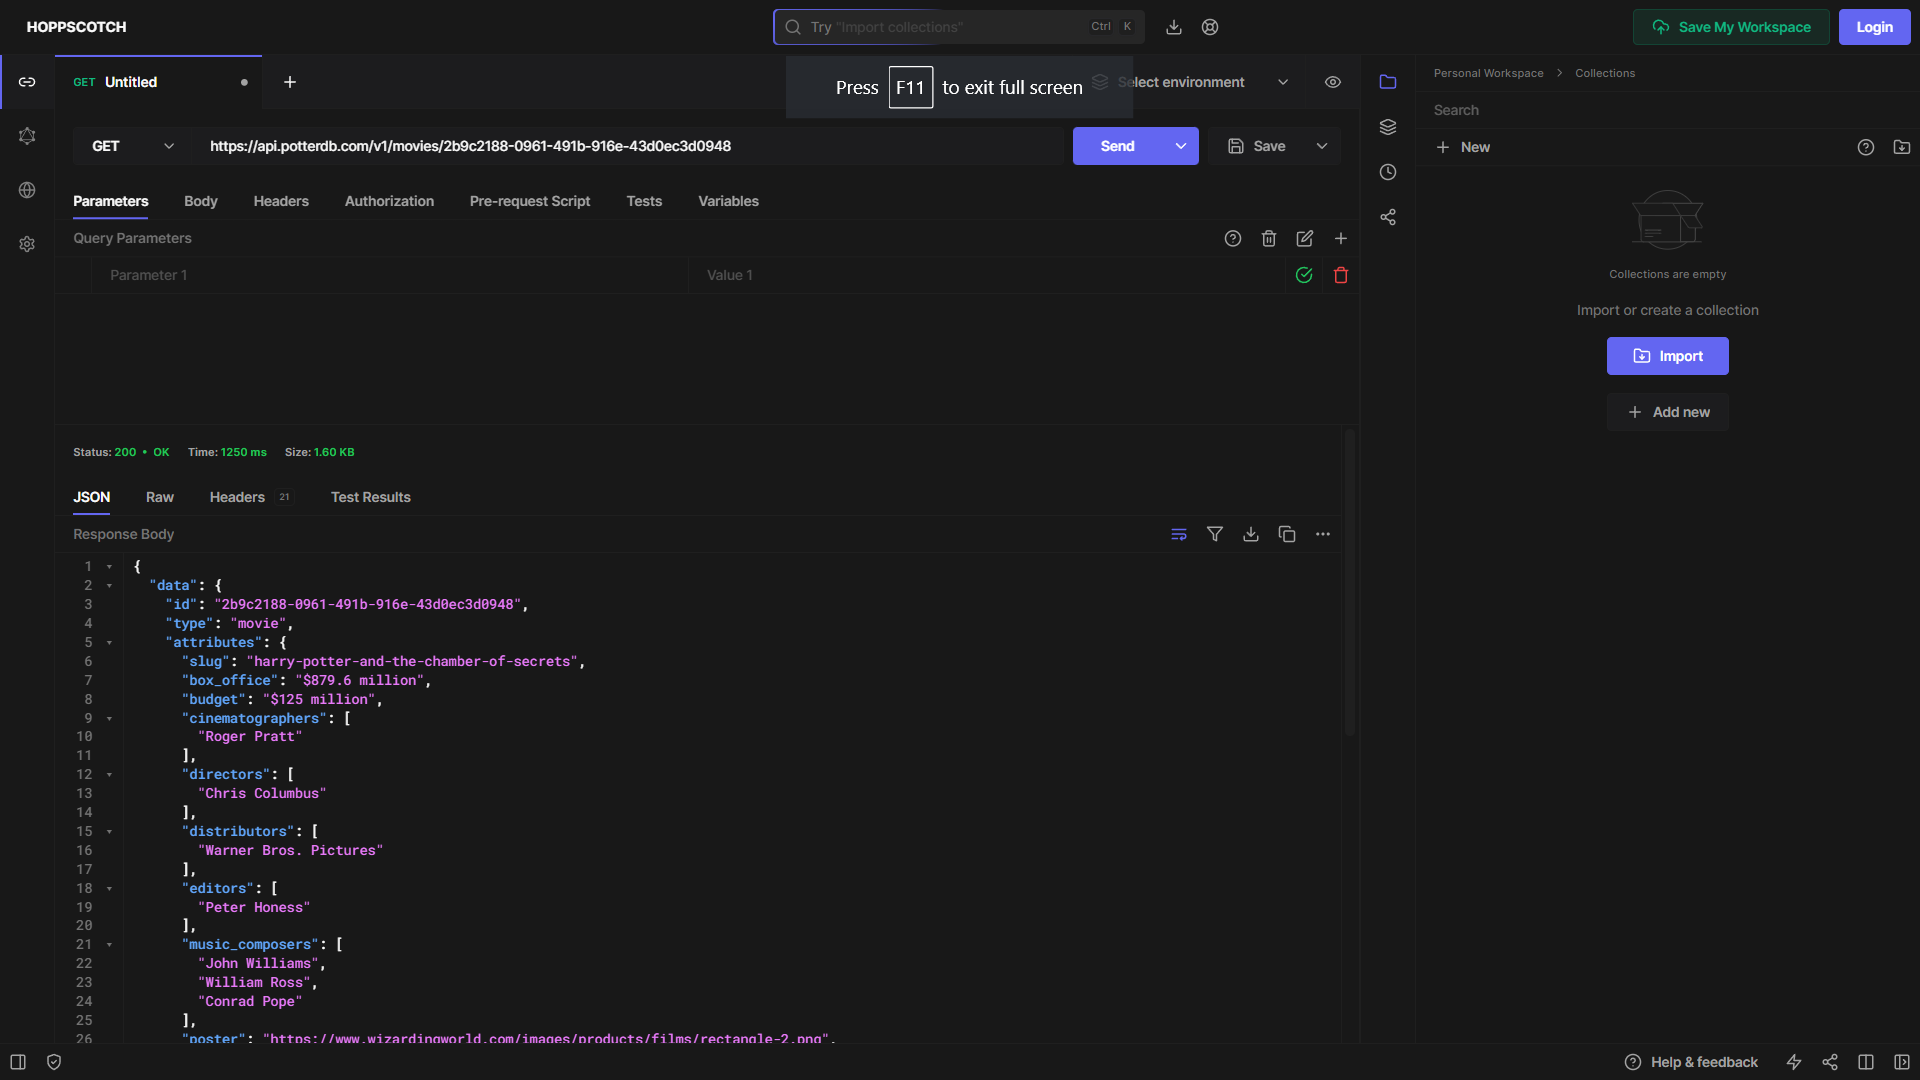 HOPPSCOTCH
Try "Import collections"
Ctrl K
Save My Workspace
Login
GET Untitled
Press F11 to exit full screen
Select environment
Personal Workspace > Collections
Search
New
GET
https://api.potterdb.com/v1/movies/2b9c2188-0961-491b-916e-43d0ec3d0948
Send
Save
Parameters Body Headers Authorization Pre-request Script Tests Variables
Query Parameters
Parameter 1 Value 1
Collections are empty
Import or create a collection
Import
Add new
Status: 200 • OK Time: 1250 ms Size: 1.60 KB
JSON Raw Headers 21 Test Results
Response Body
1 {
2 "data": {
3 "id": "2b9c2188-0961-491b-916e-43d0ec3d0948",
4 "type": "movie",
5 "attributes": {
6 "slug": "harry-potter-and-the-chamber-of-secrets",
7 "box_office": "$879.6 million",
8 "budget": "$125 million",
9 "cinematographers": [
10 "Roger Pratt"
11 ],
12 "directors": [
13 "Chris Columbus"
14 ],
15 "distributors": [
16 "Warner Bros. Pictures"
17 ],
18 "editors": [
19 "Peter Honess"
20 ],
21 "music_composers": [
22 "John Williams",
23 "William Ross",
24 "Conrad Pope"
25 ],
26 "poster": "https://www.wizardingworld.com/images/products/films/rectangle-2.png",
Help & feedback